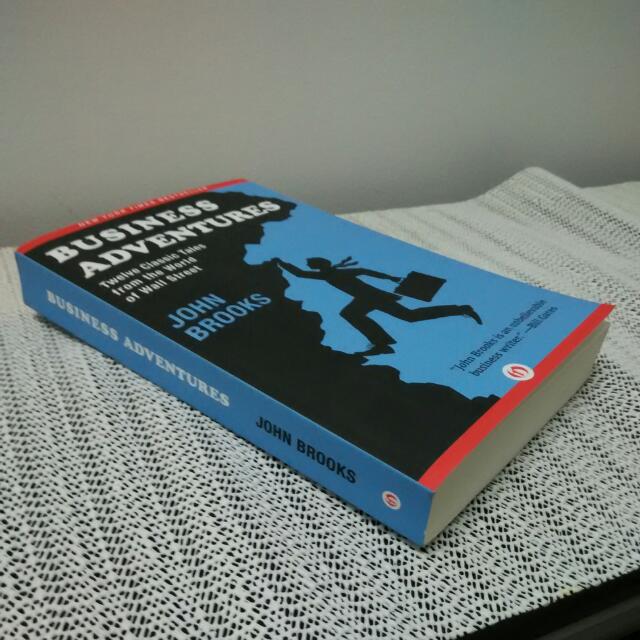 NEW YORK TIMES BESTSELLER
BUSINESS
ADVENTURES
Twelve Classic Tales
from the World
of Wall Street
JOHN
BROOKS
"John Brooks is an unbelievable
business writer." —Bill Gates
BUSINESS ADVENTURES
JOHN BROOKS